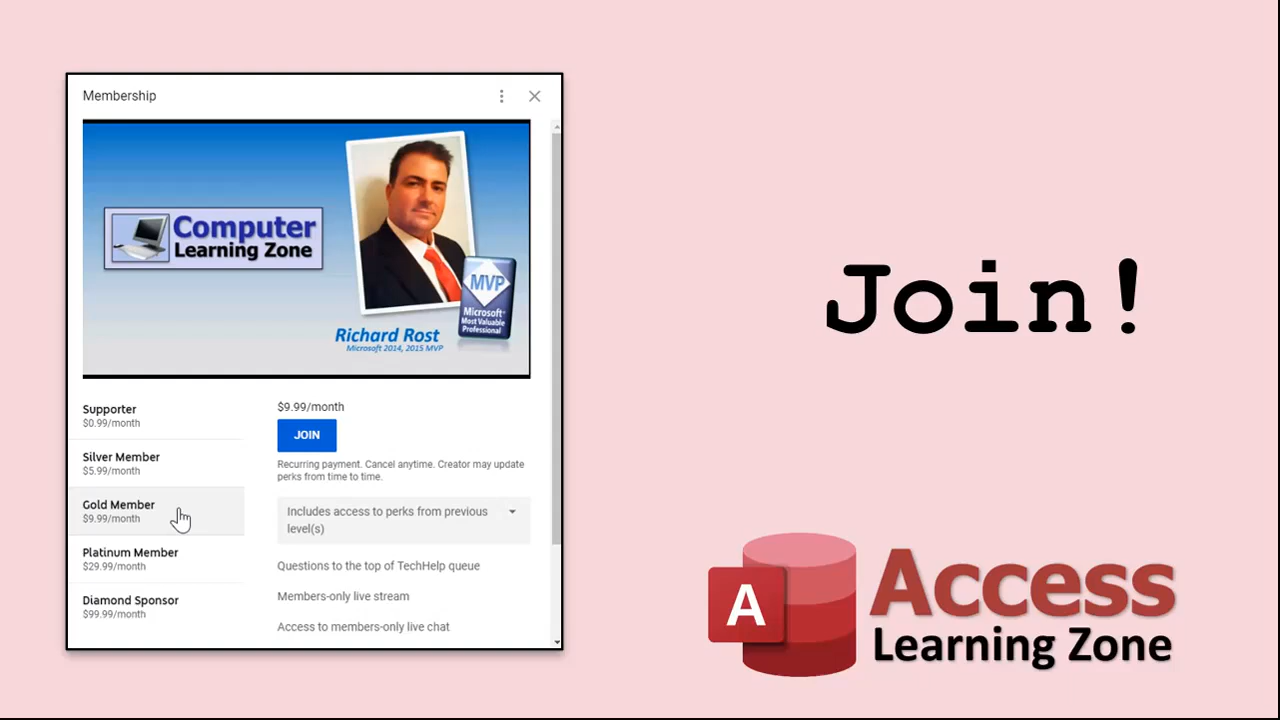 Membership
Computer
Learning Zone
MVP
Microsoft®
Most Valuable
Professional
Richard Rost
Microsoft 2014, 2015 MVP
Supporter
$0.99/month
Silver Member
$5.99/month
Gold Member
$9.99/month
Platinum Member
$29.99/month
Diamond Sponsor
$99.99/month
$9.99/month
JOIN
Recurring payment. Cancel anytime. Creator may update
perks from time to time.
Includes access to perks from previous
level(s)
Questions to the top of TechHelp queue
Members-only live stream
Access to members-only live chat
Join!
A
Access
Learning Zone